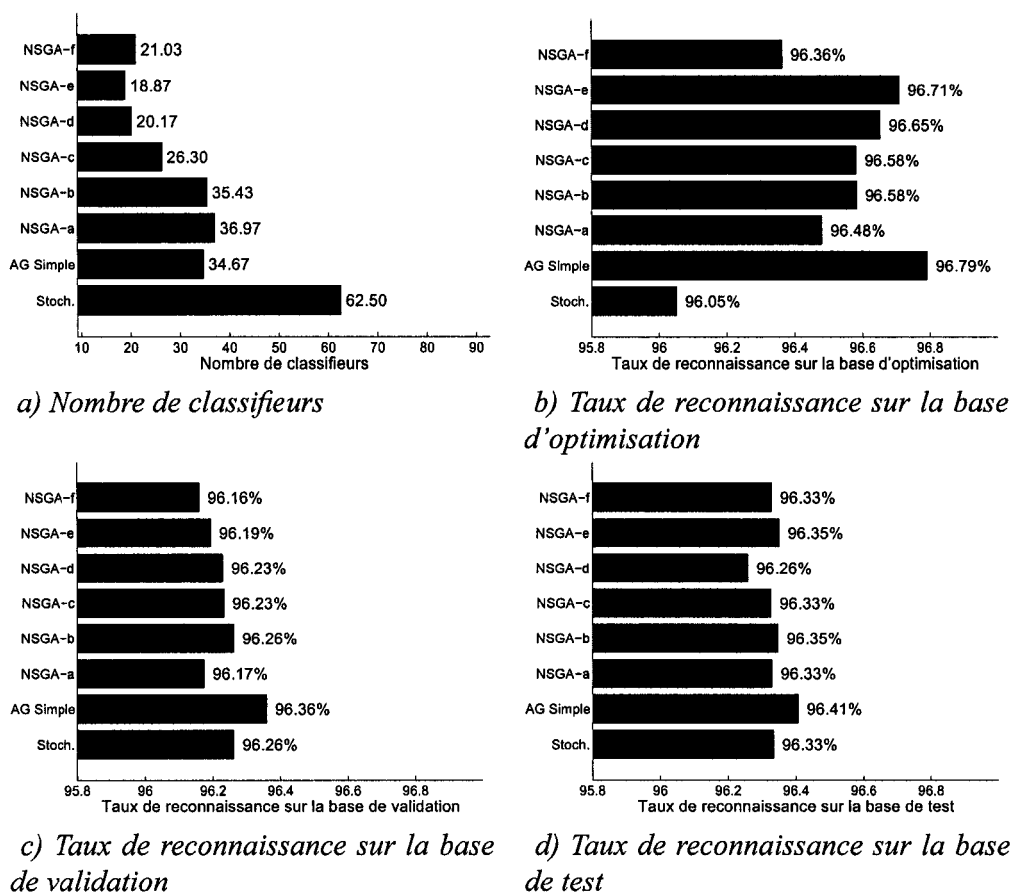 NSGA-f
21.03
NSGA-e
18.87
NSGA-d
20.17
NSGA-c
26.30
NSGA-b
35.43
NSGA-a
36.97
AG Simple
34.67
Stoch.
62.50
10 20 30 40 50 60 70 80 90
Nombre de classifieurs
a) Nombre de classifieurs
NSGA-f
96.36%
NSGA-e
96.71%
NSGA-d
96.65%
NSGA-c
96.58%
NSGA-b
96.58%
NSGA-a
96.48%
AG Simple
96.79%
Stoch.
96.05%
95.8 96 96.2 96.4 96.6 96.8
Taux de reconnaissance sur la base d'optimisation
b) Taux de reconnaissance sur la base
d'optimisation
NSGA-f
96.16%
NSGA-e
96.19%
NSGA-d
96.23%
NSGA-c
96.23%
NSGA-b
96.26%
NSGA-a
96.17%
AG Simple
96.36%
Stoch.
96.26%
95.8 96 96.2 96.4 96.6 96.8
Taux de reconnaissance sur la base de validation
c) Taux de reconnaissance sur la base
de validation
NSGA-f
96.33%
NSGA-e
96.35%
NSGA-d
96.26%
NSGA-c
96.33%
NSGA-b
96.35%
NSGA-a
96.33%
AG Simple
96.41%
Stoch.
96.33%
95.8 96 96.2 96.4 96.6 96.8
Taux de reconnaissance sur la base de test
d) Taux de reconnaissance sur la base
de test